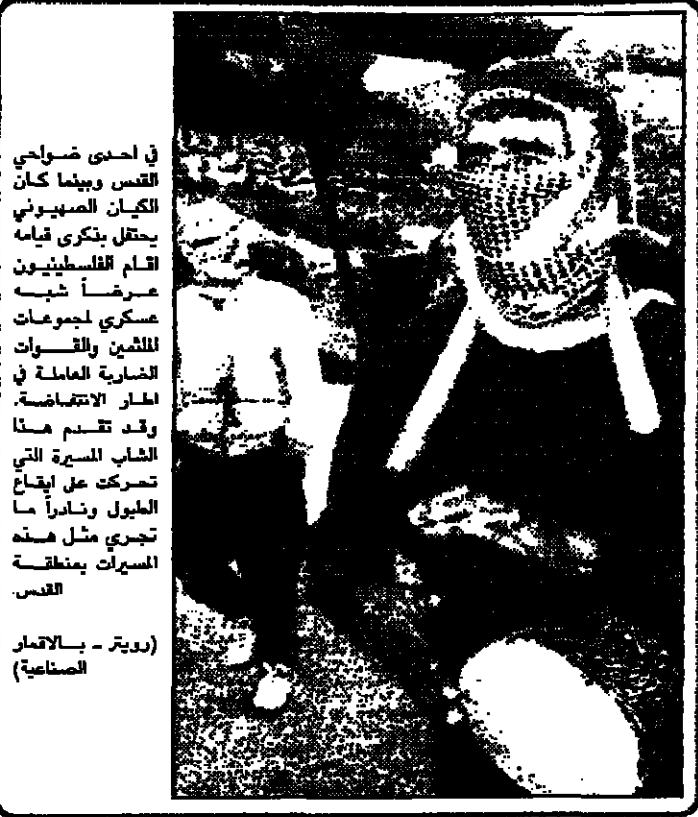 في احدى ضواحي
القدس وبينما كان
الكيان الصهيوني
يحتفل بذكرى قيامه
اقام الفلسطينيون
عرضاً شبه
عسكري لمجموعات
الملثمين والقوات
الضاربة العاملة في
اطار الانتفاضة.
وقد تقدم هذا
الشاب المسيرة التي
تحركت على ايقاع
الطبول ونادراً ما
تجري مثل هذه
المسيرات بمنطقة
القدس.
(رويتر - بالاقمار
الصناعية)